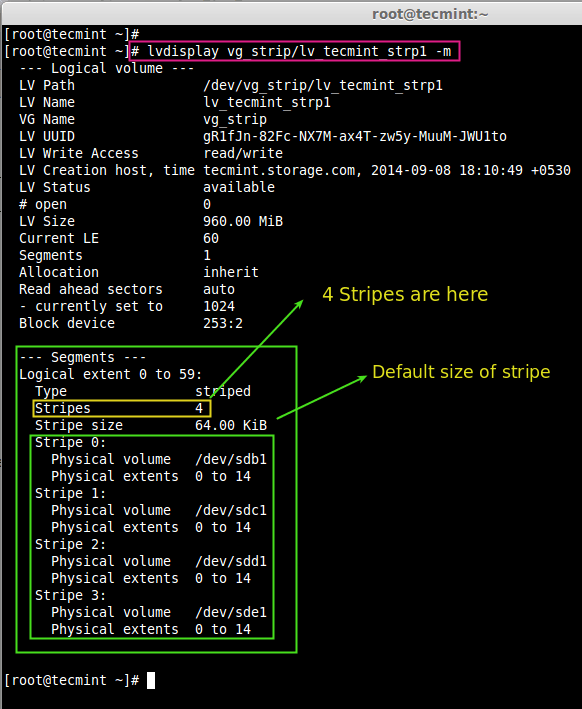 root@tecmint:~
[root@tecmint ~]#
[root@tecmint ~]# lvdisplay vg_strip/lv_tecmint_strp1 -m
--- Logical volume ---
LV Path                /dev/vg_strip/lv_tecmint_strp1
LV Name                lv_tecmint_strp1
VG Name                vg_strip
LV UUID                gR1fJn-82Fc-NX7M-ax4T-zw5y-MuuM-JWU1to
LV Write Access        read/write
LV Creation host, time tecmint.storage.com, 2014-09-08 18:10:49 +0530
LV Status              available
# open                 0
LV Size                960.00 MiB
Current LE             60
Segments               1
Allocation             inherit
Read ahead sectors     auto
- currently set to     1024
Block device           253:2
4 Stripes are here
--- Segments ---
Logical extent 0 to 59:
Type                striped
Default size of stripe
Stripes             4
Stripe size         64.00 KiB
Stripe 0:
Physical volume   /dev/sdb1
Physical extents  0 to 14
Stripe 1:
Physical volume   /dev/sdc1
Physical extents  0 to 14
Stripe 2:
Physical volume   /dev/sdd1
Physical extents  0 to 14
Stripe 3:
Physical volume   /dev/sde1
Physical extents  0 to 14
[root@tecmint ~]#